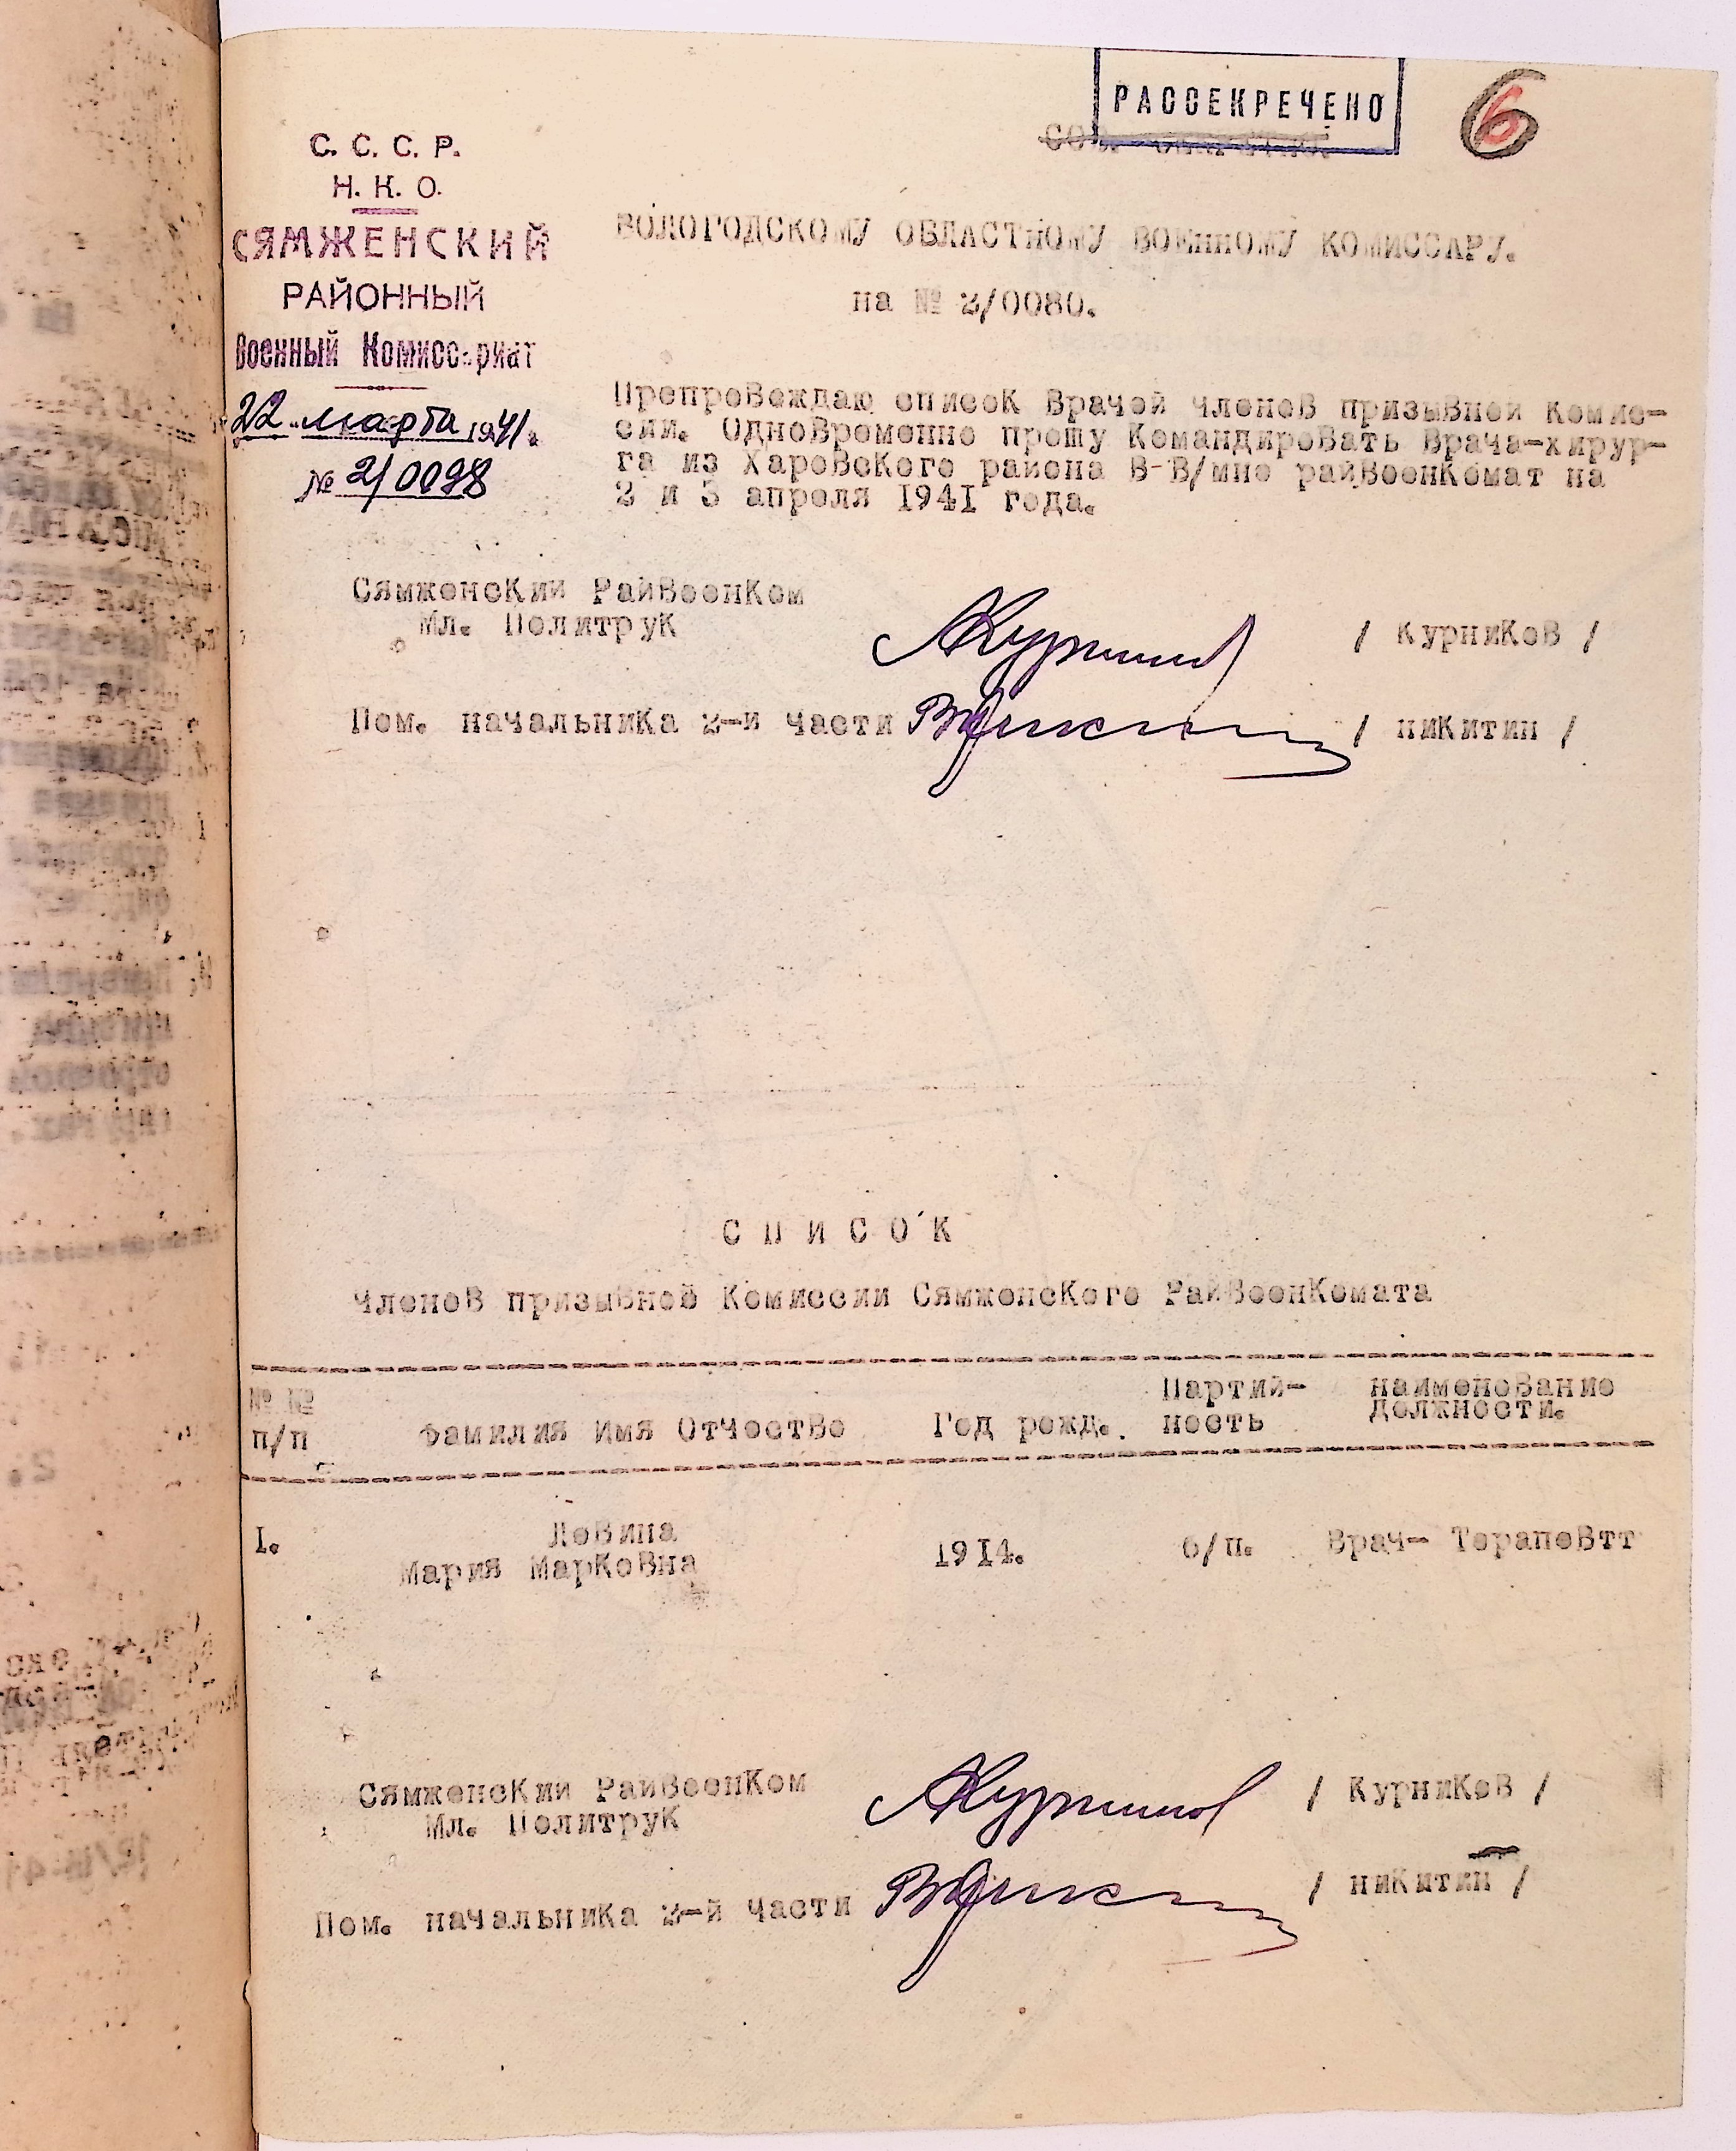 РАССЕКРЕЧЕНО
6
С. С. С. Р.
Н. К. О.
СЯМЖЕНСКИЙ
РАЙОННЫЙ
Военный Комиссариат
22 марта 1941.
№ 2/0098
ВОЛОГОДСКОМУ ОБЛАСТНОМУ ВОЕННОМУ КОМИССАРУ.
на № 2/0080.
Препровождаю список врачей членов призывной комис-
сии. Одновременно прошу командировать врача-хирур-
га из Харовского района в-в/мне райвоенкомат на
2 и 3 апреля 1941 года.
Сямженский Райвоенком
Мл. Политрук / Курников /
Пом. начальника 2-й части / никитин /
С П И С О К
членов призывной Комиссии Сямженского Райвоенкомата
№ № Партий- наименование
п/п фамилия имя отчество Год рожд. ность должности.
1. Левина 1914. б/п. Врач- Терапевтт
Мария Марковна
Сямженский Райвоенком / Курников /
Мл. Политрук
Пом. начальника 2-й части / никитин /